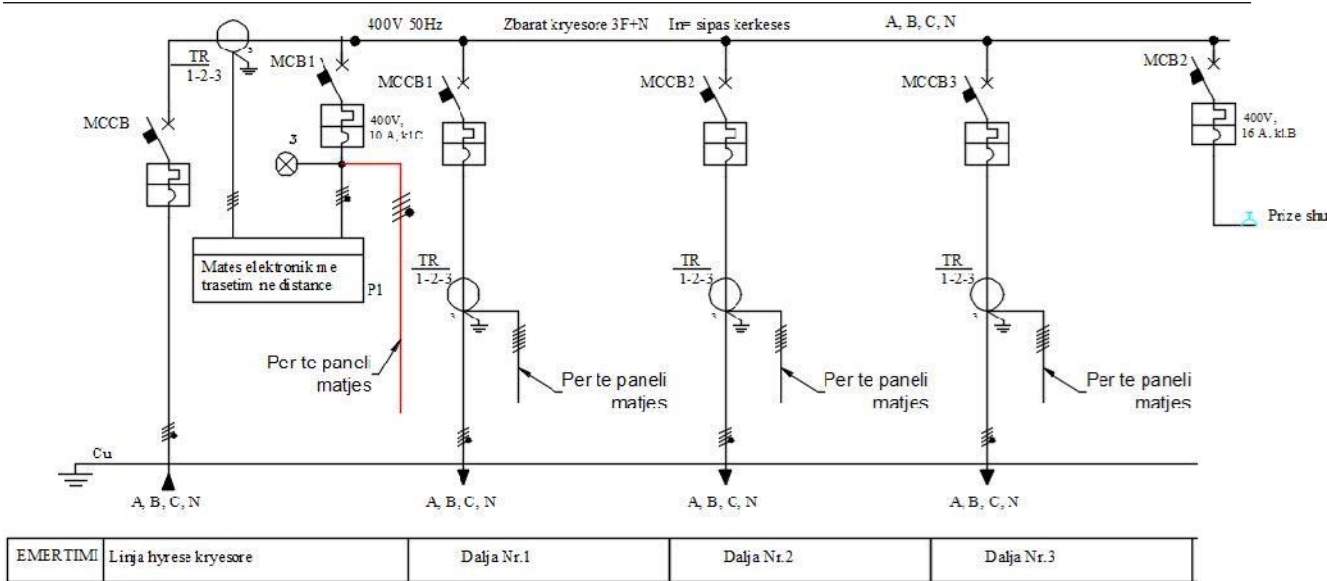 400V 50Hz Zbarat kryesore 3F+N In= sipas kerkeses A, B, C, N
TR
1-2-3
3
MCB1
MCCB1
MCCB2
MCCB3
MCB2
MCCB
400V,
10 A, kl.C
400V,
16 A, kl.B
3
Prize shu
Mates elektronik me
trasetim ne distance
P1
TR
1-2-3
3
TR
1-2-3
3
TR
1-2-3
3
Per te paneli
matjes
Per te paneli
matjes
Per te paneli
matjes
Per te paneli
matjes
Cu
A, B, C, N
A, B, C, N
A, B, C, N
A, B, C, N
EMERTIMI Linja hyrese kryesore Dalja Nr.1 Dalja Nr.2 Dalja Nr.3